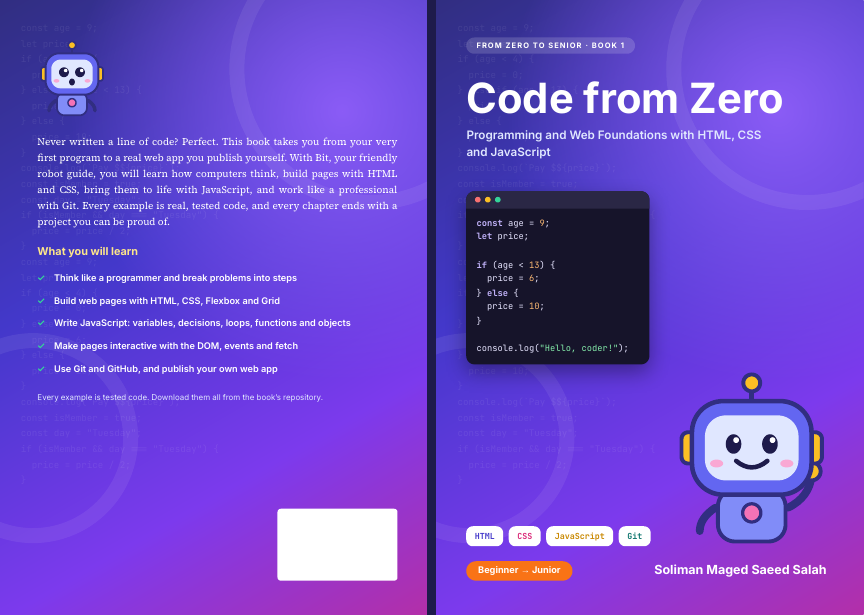 Never written a line of code? Perfect. This book takes you from your very
first program to a real web app you publish yourself. With Bit, your friendly
robot guide, you will learn how computers think, build pages with HTML
and CSS, bring them to life with JavaScript, and work like a professional
with Git. Every example is real, tested code, and every chapter ends with a
project you can be proud of.
What you will learn
✓ Think like a programmer and break problems into steps
✓ Build web pages with HTML, CSS, Flexbox and Grid
✓ Write JavaScript: variables, decisions, loops, functions and objects
✓ Make pages interactive with the DOM, events and fetch
✓ Use Git and GitHub, and publish your own web app
Every example is tested code. Download them all from the book's repository.
FROM ZERO TO SENIOR · BOOK 1
Code from Zero
Programming and Web Foundations with HTML, CSS
and JavaScript
const age = 9;
let price;
if (age < 13) {
price = 6;
} else {
price = 10;
}
console.log("Hello, coder!");
HTML CSS JavaScript Git
Beginner → Junior
Soliman Maged Saeed Salah